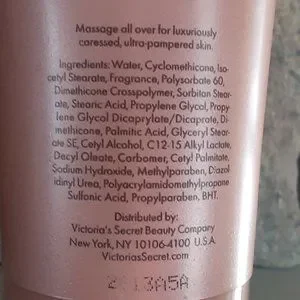 Massage all over for luxuriously
caressed, ultra-pampered skin.
Ingredients: Water, Cyclomethicone, Iso-
cetyl Stearate, Fragrance, Polysorbate 60,
Dimethicone Crosspolymer, Sorbitan Stear-
ate, Stearic Acid, Propylene Glycol, Propy-
lene Glycol Dicaprylate/Dicaprate, Di-
methicone, Palmitic Acid, Glyceryl Stear-
ate SE, Cetyl Alcohol, C12-15 Alkyl Lactate,
Decyl Oleate, Carbomer, Cetyl Palmitate,
Sodium Hydroxide, Methylparaben, Diazol
idinyl Urea, Polyacrylamidomethylpropane
Sulfonic Acid, Propylparaben, BHT.
Distributed by:
Victoria's Secret Beauty Company
New York, NY 10106-4100 U.S.A.
VictoriasSecret.com